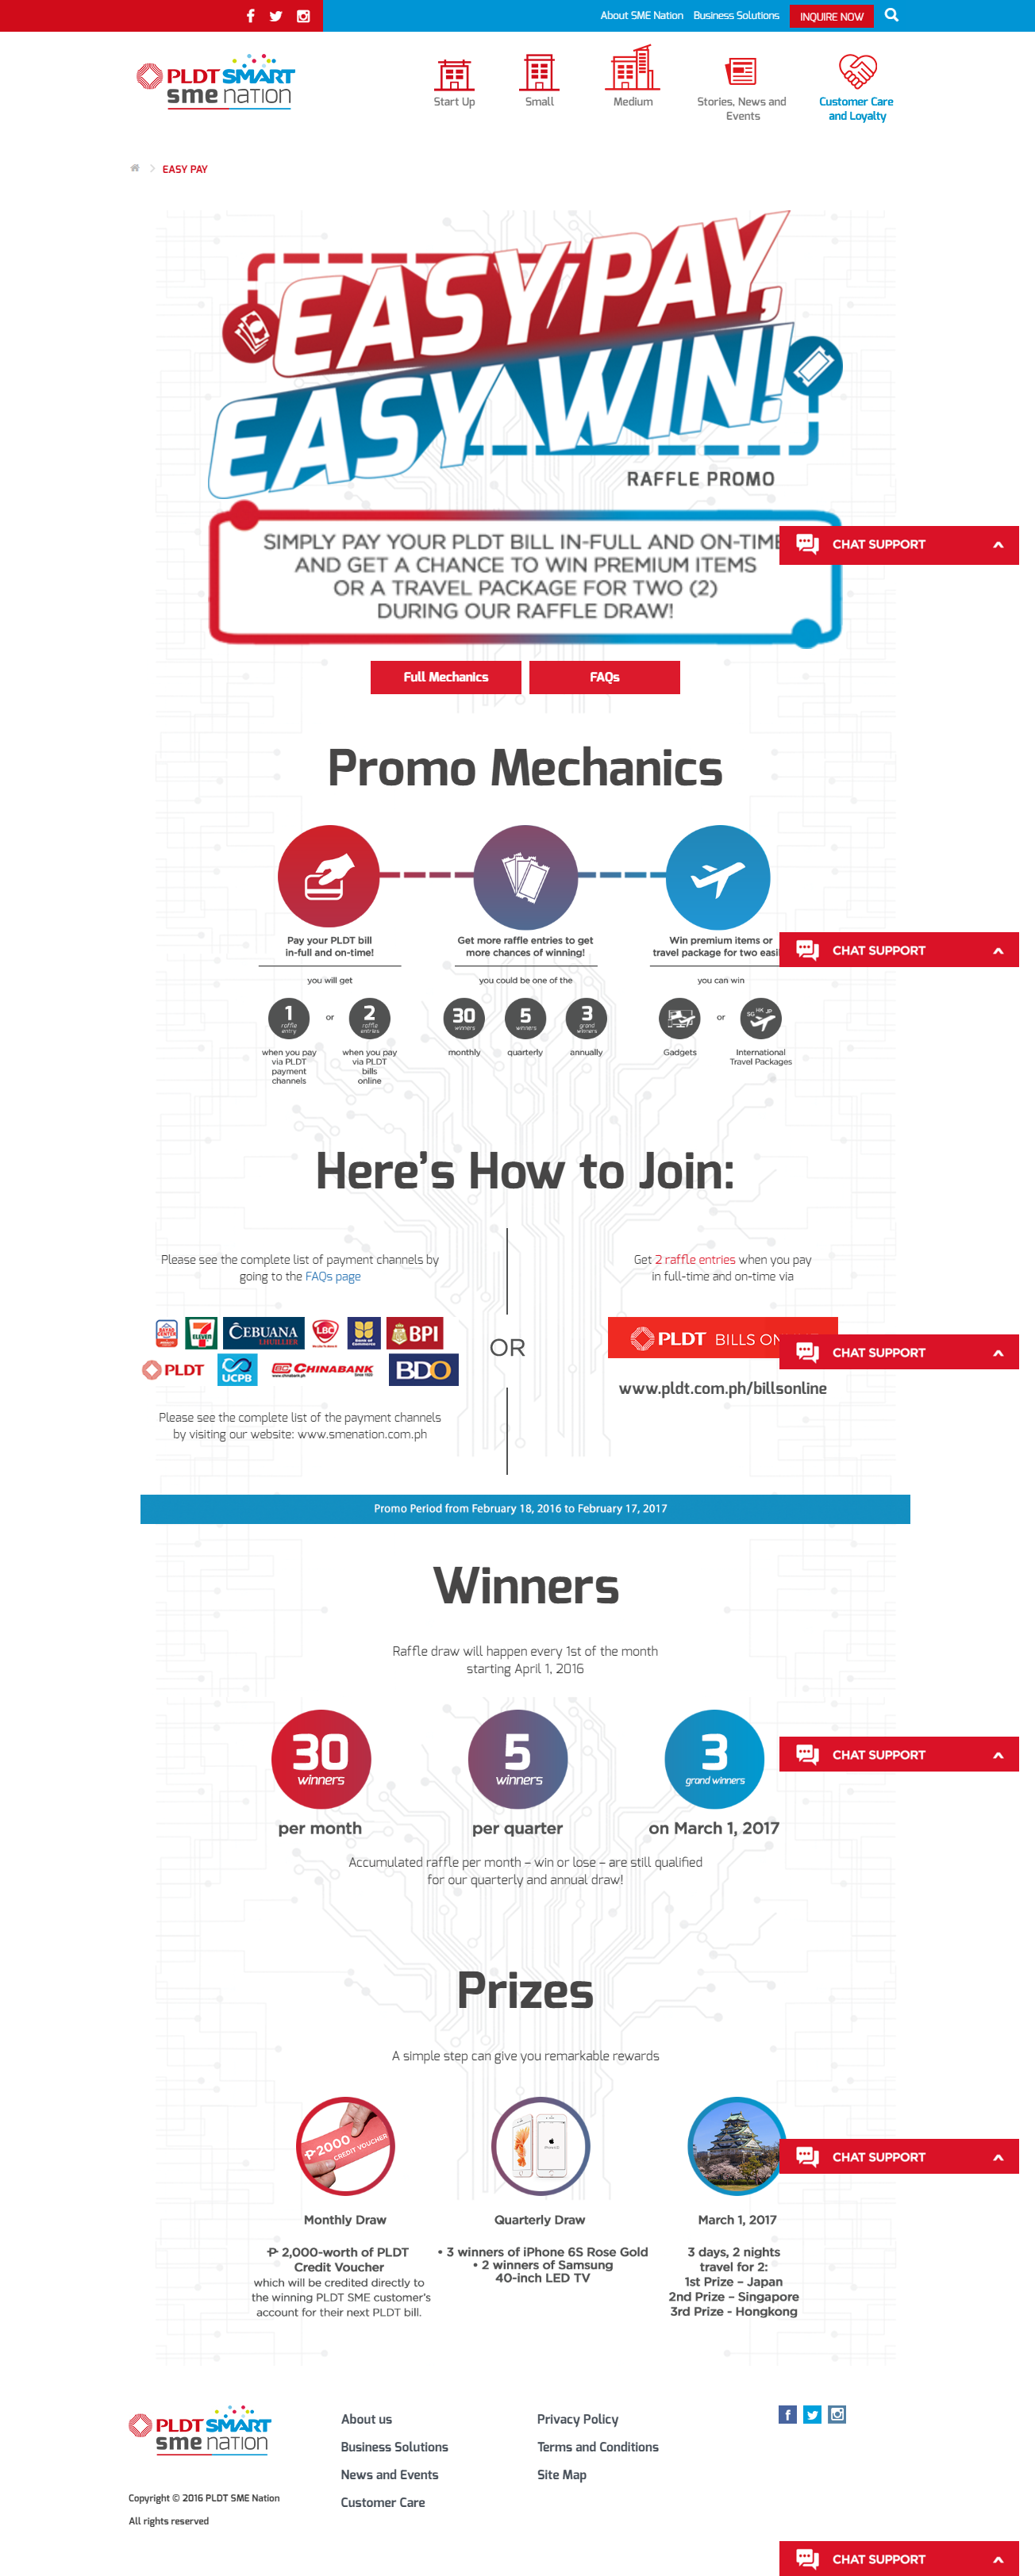 About SME Nation Business Solutions INQUIRE NOW
PLDT SMART
sme nation
Start Up
Small
Medium
Stories, News and
Events
Customer Care
and Loyalty
EASY PAY
EASY PAY,
EASY WIN!
RAFFLE PROMO
SIMPLY PAY YOUR PLDT BILL IN-FULL AND ON-TIME
AND GET A CHANCE TO WIN PREMIUM ITEMS
OR A TRAVEL PACKAGE FOR TWO (2)
DURING OUR RAFFLE DRAW!
CHAT SUPPORT
Full Mechanics
FAQs
Promo Mechanics
Pay your PLDT bill
in-full and on-time!
Get more raffle entries to get
more chances of winning!
Win premium items or
travel package for two easi
CHAT SUPPORT
you will get
you could be one of the
you can win
1
raffle
entry
or
2
raffle
entries
30
winners
5
winners
3
grand
winners
or
SG HK JP
when you pay
via PLDT
payment
channels
when you pay
via PLDT
bills
online
monthly
quarterly
annually
Gadgets
International
Travel Packages
Here's How to Join:
Please see the complete list of payment channels by
going to the FAQs page
BAYAD CENTER
7 ELEVEN
CEBUANA
LHUILLIER
LBC
Bank of Commerce
BPI
PLDT
UCPB
CHINABANK
BDO
Please see the complete list of the payment channels
by visiting our website: www.smenation.com.ph
OR
Get 2 raffle entries when you pay
in full-time and on-time via
PLDT BILLS ON
CHAT SUPPORT
www.pldt.com.ph/billsonline
Promo Period from February 18, 2016 to February 17, 2017
Winners
Raffle draw will happen every 1st of the month
starting April 1, 2016
30
winners
5
winners
3
grand winners
CHAT SUPPORT
per month
per quarter
on March 1, 2017
Accumulated raffle per month – win or lose – are still qualified
for our quarterly and annual draw!
Prizes
A simple step can give you remarkable rewards
₱2000
CREDIT VOUCHER
CHAT SUPPORT
Monthly Draw
₱ 2,000-worth of PLDT
Credit Voucher
which will be credited directly to
the winning PLDT SME customer's
account for their next PLDT bill.
Quarterly Draw
• 3 winners of iPhone 6S Rose Gold
• 2 winners of Samsung
40-inch LED TV
March 1, 2017
3 days, 2 nights
travel for 2:
1st Prize – Japan
2nd Prize – Singapore
3rd Prize - Hongkong
PLDT SMART
sme nation
Copyright © 2016 PLDT SME Nation
All rights reserved
About us
Business Solutions
News and Events
Customer Care
Privacy Policy
Terms and Conditions
Site Map
CHAT SUPPORT